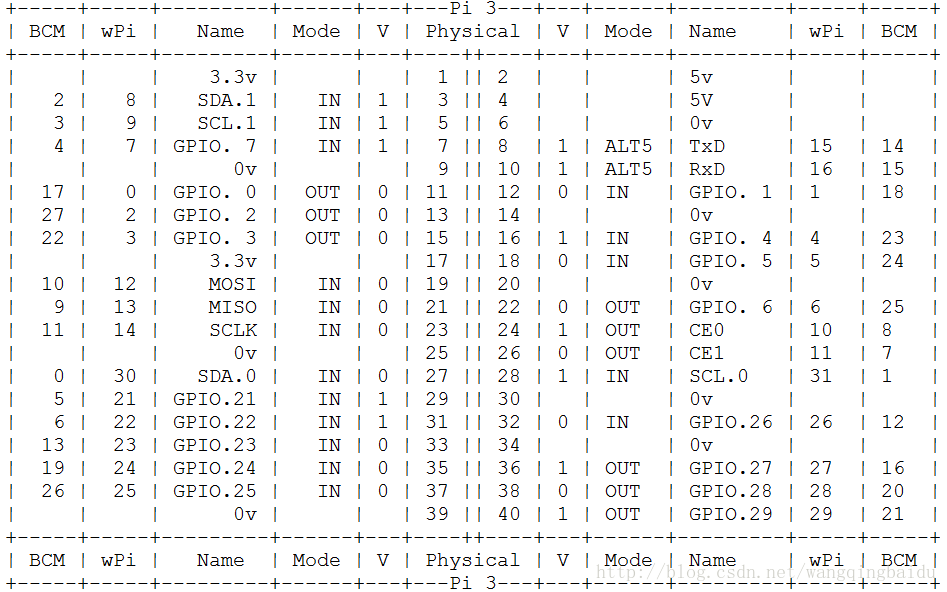 +-----+-----+---------+------+---+---Pi 3---+---+------+---------+-----+-----+
| BCM | wPi |   Name  | Mode | V | Physical | V | Mode | Name    | wPi | BCM |
+-----+-----+---------+------+---+----++----+---+------+---------+-----+-----+
|     |     |    3.3v |      |   |  1 || 2  |   |      | 5v      |     |     |
|   2 |   8 |   SDA.1 |   IN | 1 |  3 || 4  |   |      | 5V      |     |     |
|   3 |   9 |   SCL.1 |   IN | 1 |  5 || 6  |   |      | 0v      |     |     |
|   4 |   7 | GPIO. 7 |   IN | 1 |  7 || 8  | 1 | ALT5 | TxD     | 15  | 14  |
|     |     |      0v |      |   |  9 || 10 | 1 | ALT5 | RxD     | 16  | 15  |
|  17 |   0 | GPIO. 0 |  OUT | 0 | 11 || 12 | 0 | IN   | GPIO. 1 | 1   | 18  |
|  27 |   2 | GPIO. 2 |  OUT | 0 | 13 || 14 |   |      | 0v      |     |     |
|  22 |   3 | GPIO. 3 |  OUT | 0 | 15 || 16 | 1 | IN   | GPIO. 4 | 4   | 23  |
|     |     |    3.3v |      |   | 17 || 18 | 0 | IN   | GPIO. 5 | 5   | 24  |
|  10 |  12 |    MOSI |   IN | 0 | 19 || 20 |   |      | 0v      |     |     |
|   9 |  13 |    MISO |   IN | 0 | 21 || 22 | 0 | OUT  | GPIO. 6 | 6   | 25  |
|  11 |  14 |    SCLK |   IN | 0 | 23 || 24 | 1 | OUT  | CE0     | 10  | 8   |
|     |     |      0v |      |   | 25 || 26 | 0 | OUT  | CE1     | 11  | 7   |
|   0 |  30 |   SDA.0 |   IN | 0 | 27 || 28 | 1 | IN   | SCL.0   | 31  | 1   |
|   5 |  21 | GPIO.21 |   IN | 1 | 29 || 30 |   |      | 0v      |     |     |
|   6 |  22 | GPIO.22 |   IN | 1 | 31 || 32 | 0 | IN   | GPIO.26 | 26  | 12  |
|  13 |  23 | GPIO.23 |   IN | 0 | 33 || 34 |   |      | 0v      |     |     |
|  19 |  24 | GPIO.24 |   IN | 0 | 35 || 36 | 1 | OUT  | GPIO.27 | 27  | 16  |
|  26 |  25 | GPIO.25 |   IN | 0 | 37 || 38 | 0 | OUT  | GPIO.28 | 28  | 20  |
|     |     |      0v |      |   | 39 || 40 | 1 | OUT  | GPIO.29 | 29  | 21  |
+-----+-----+---------+------+---+----++----+---+------+---------+-----+-----+
| BCM | wPi |   Name  | Mode | V | Physical | V | Mode | Name    | wPi | BCM |
http://blog.csdn.net/wangqingbaidu
+-----+-----+---------+------+---+---Pi 3---+---+------+---------+-----+-----+